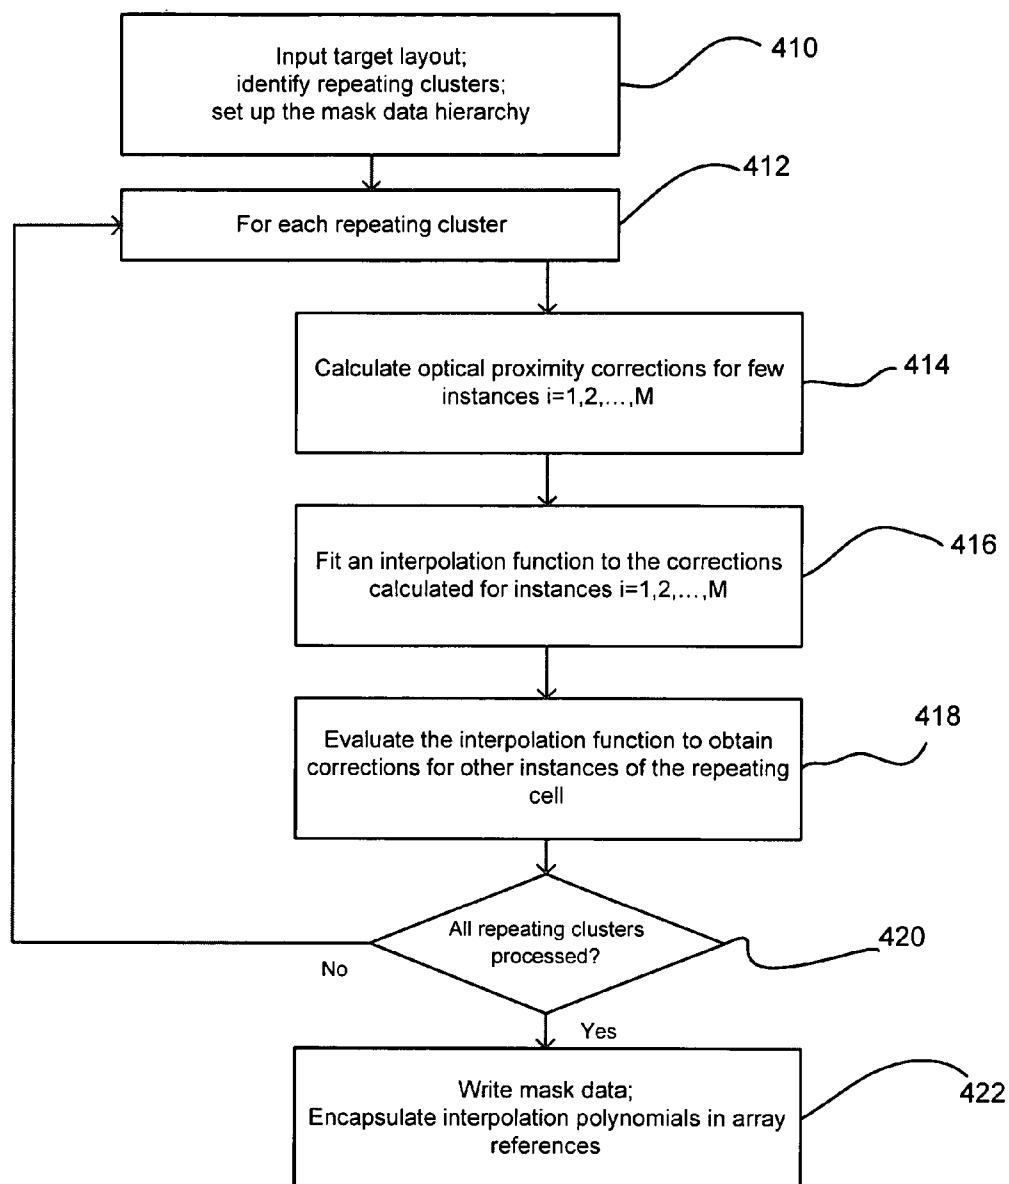 Input target layout;
identify repeating clusters;
set up the mask data hierarchy
410
412
For each repeating cluster
Calculate optical proximity corrections for few
instances i=1,2,...,M
414
Fit an interpolation function to the corrections
calculated for instances i=1,2,...,M
416
Evaluate the interpolation function to obtain
corrections for other instances of the repeating
cell
418
All repeating clusters
processed?
420
No
Yes
Write mask data;
Encapsulate interpolation polynomials in array
references
422